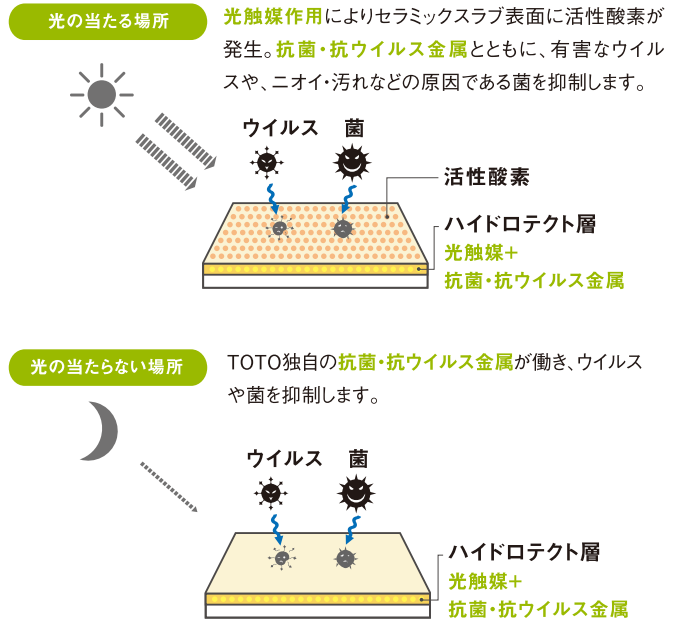 光の当たる場所
光触媒作用によりセラミックスラブ表面に活性酸素が
発生。抗菌・抗ウイルス金属とともに、有害なウイル
スや、ニオイ・汚れなどの原因である菌を抑制します。
ウイルス 菌
活性酸素
ハイドロテクト層
光触媒+
抗菌・抗ウイルス金属
光の当たらない場所
TOTO独自の抗菌・抗ウイルス金属が働き、ウイルス
や菌を抑制します。
ウイルス 菌
ハイドロテクト層
光触媒+
抗菌・抗ウイルス金属